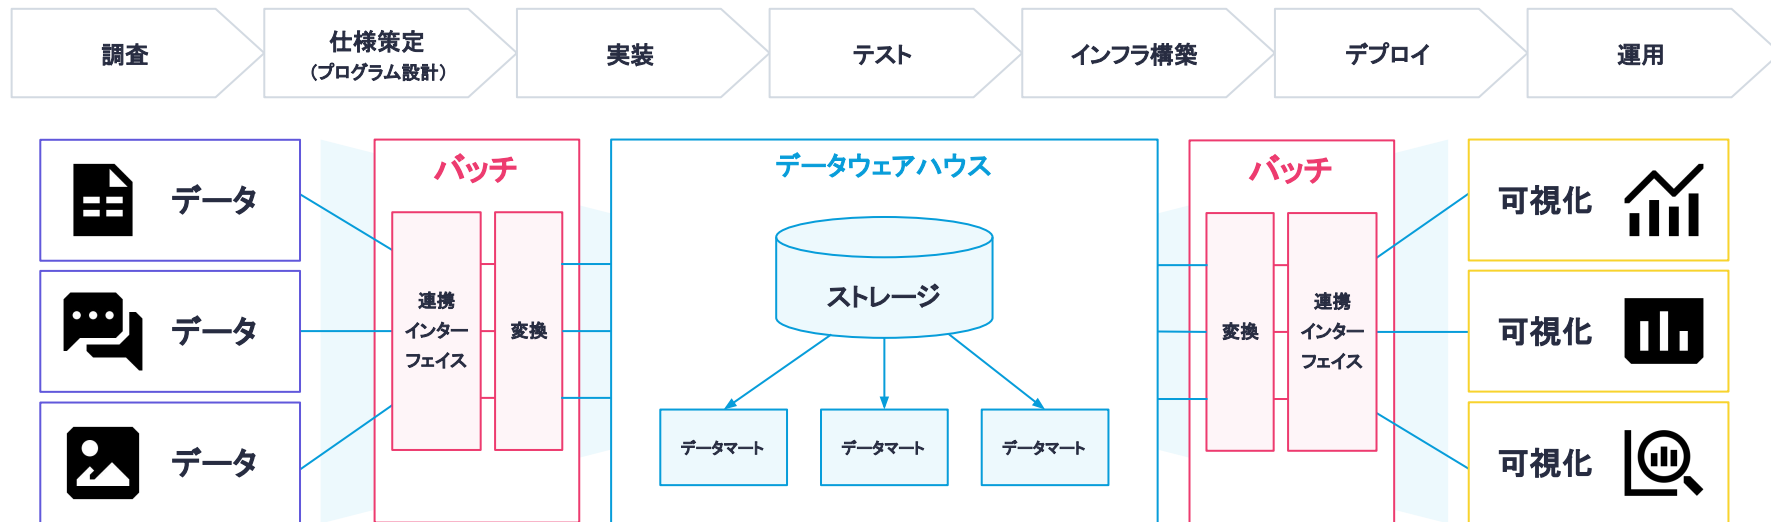 調査
仕様策定
（プログラム設計）
実装
テスト
インフラ構築
デプロイ
運用
データ
データ
データ
バッチ
連携
インター
フェイス
変換
データウェアハウス
ストレージ
データマート
データマート
データマート
バッチ
変換
連携
インター
フェイス
可視化
可視化
可視化